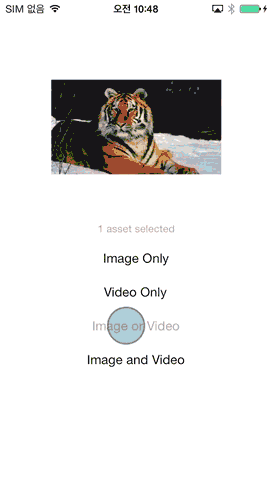 SIM 없음 오전 10:48
1 asset selected
Image Only
Video Only
Image or Video
Image and Video